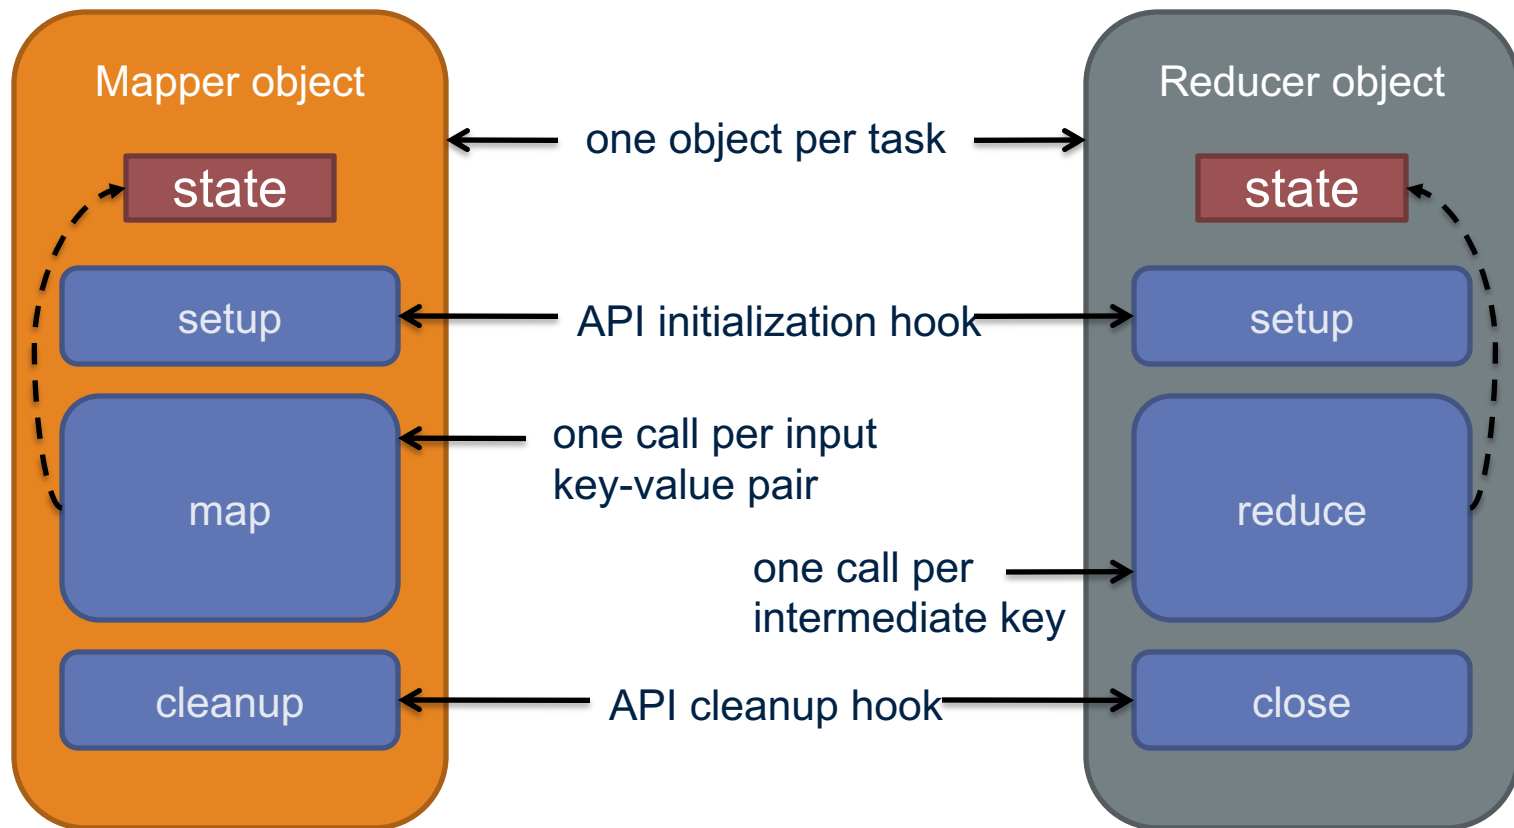 Mapper object
Reducer object
one object per task
state
state
setup
API initialization hook
setup
one call per input
key-value pair
map
reduce
one call per
intermediate key
cleanup
API cleanup hook
close